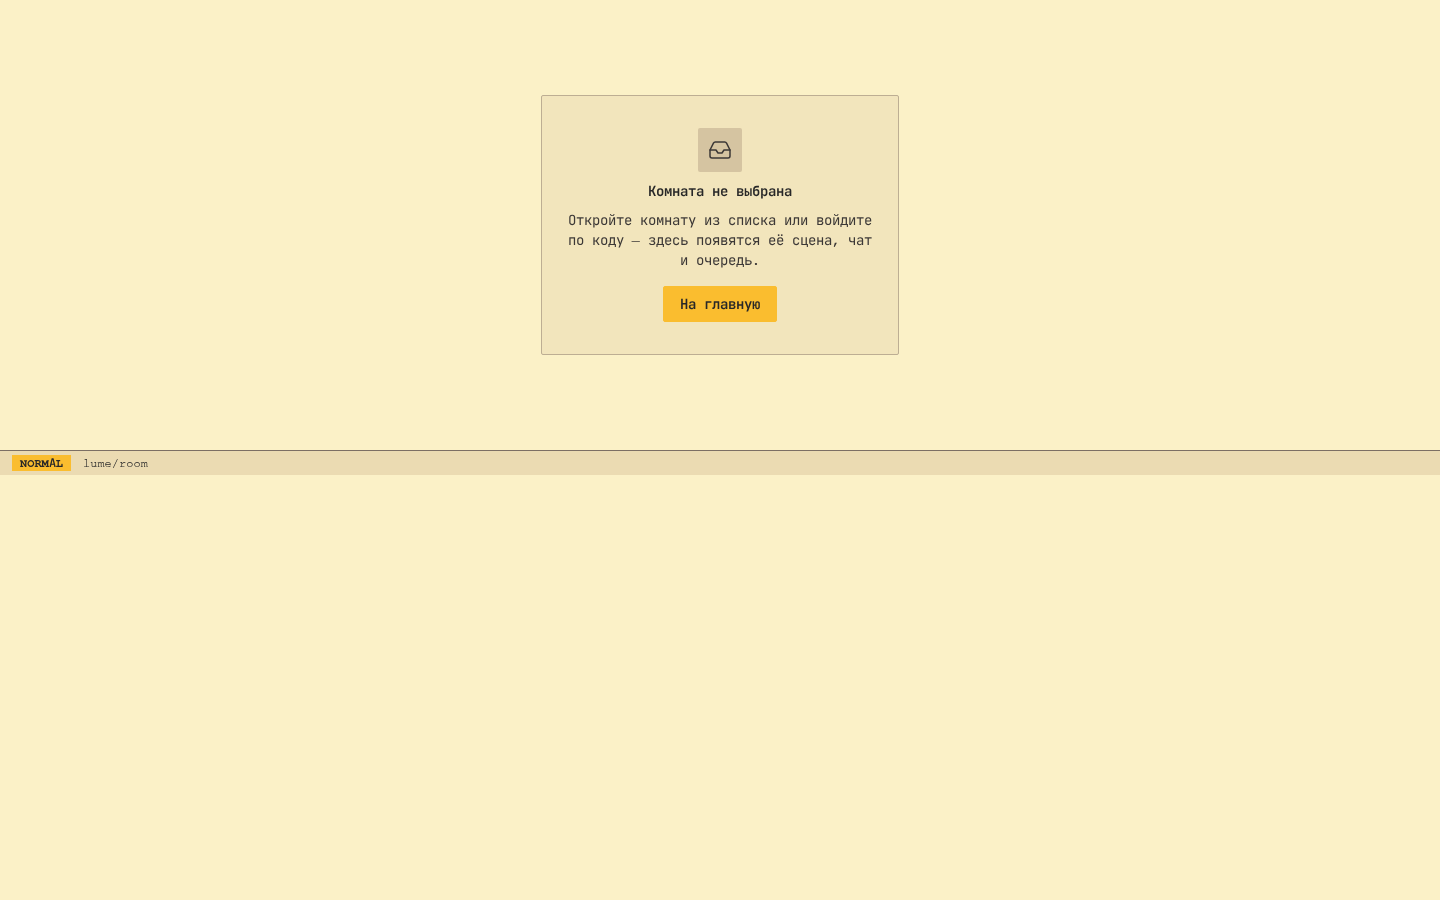 Комната не выбрана
Откройте комнату из списка или войдите
по коду — здесь появятся её сцена, чат
и очередь.
На главную
NORMAL lume/room